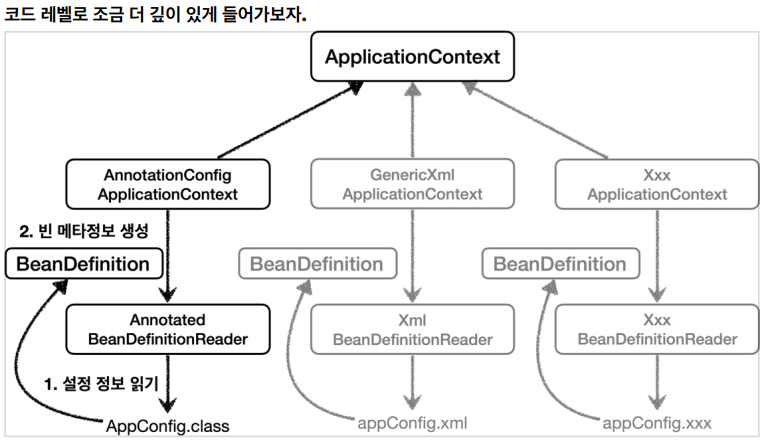 코드 레벨로 조금 더 깊이 있게 들어가보자.
ApplicationContext
AnnotationConfig
ApplicationContext
GenericXml
ApplicationContext
Xxx
ApplicationContext
2. 빈 메타정보 생성
BeanDefinition
BeanDefinition
BeanDefinition
Annotated
BeanDefinitionReader
Xml
BeanDefinitionReader
Xxx
BeanDefinitionReader
1. 설정 정보 읽기
AppConfig.class
appConfig.xml
appConfig.xxx